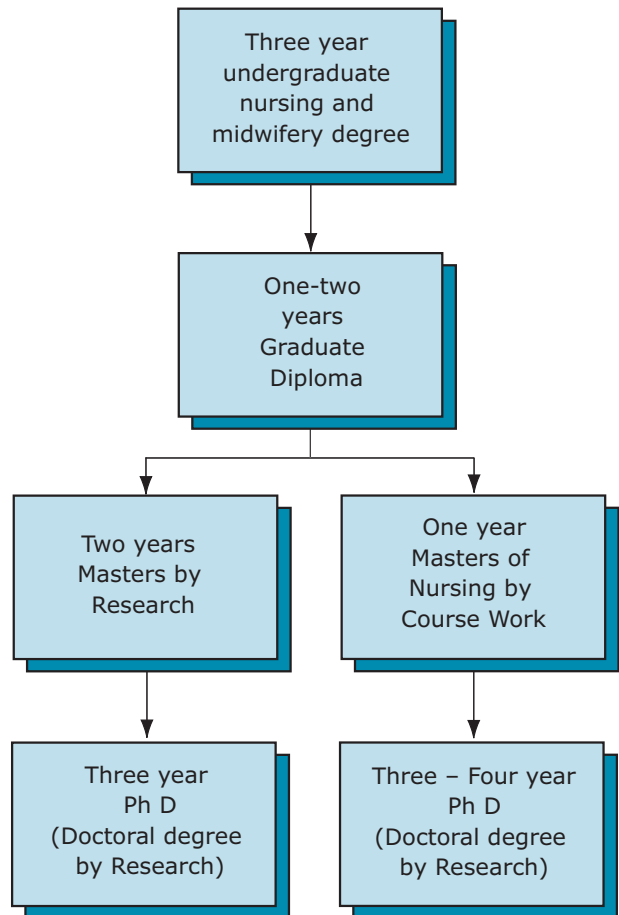 Three year
undergraduate
nursing and
midwifery degree
One-two
years
Graduate
Diploma
Two years
Masters by
Research
One year
Masters of
Nursing by
Course Work
Three year
Ph D
(Doctoral degree
by Research)
Three – Four year
Ph D
(Doctoral degree
by Research)